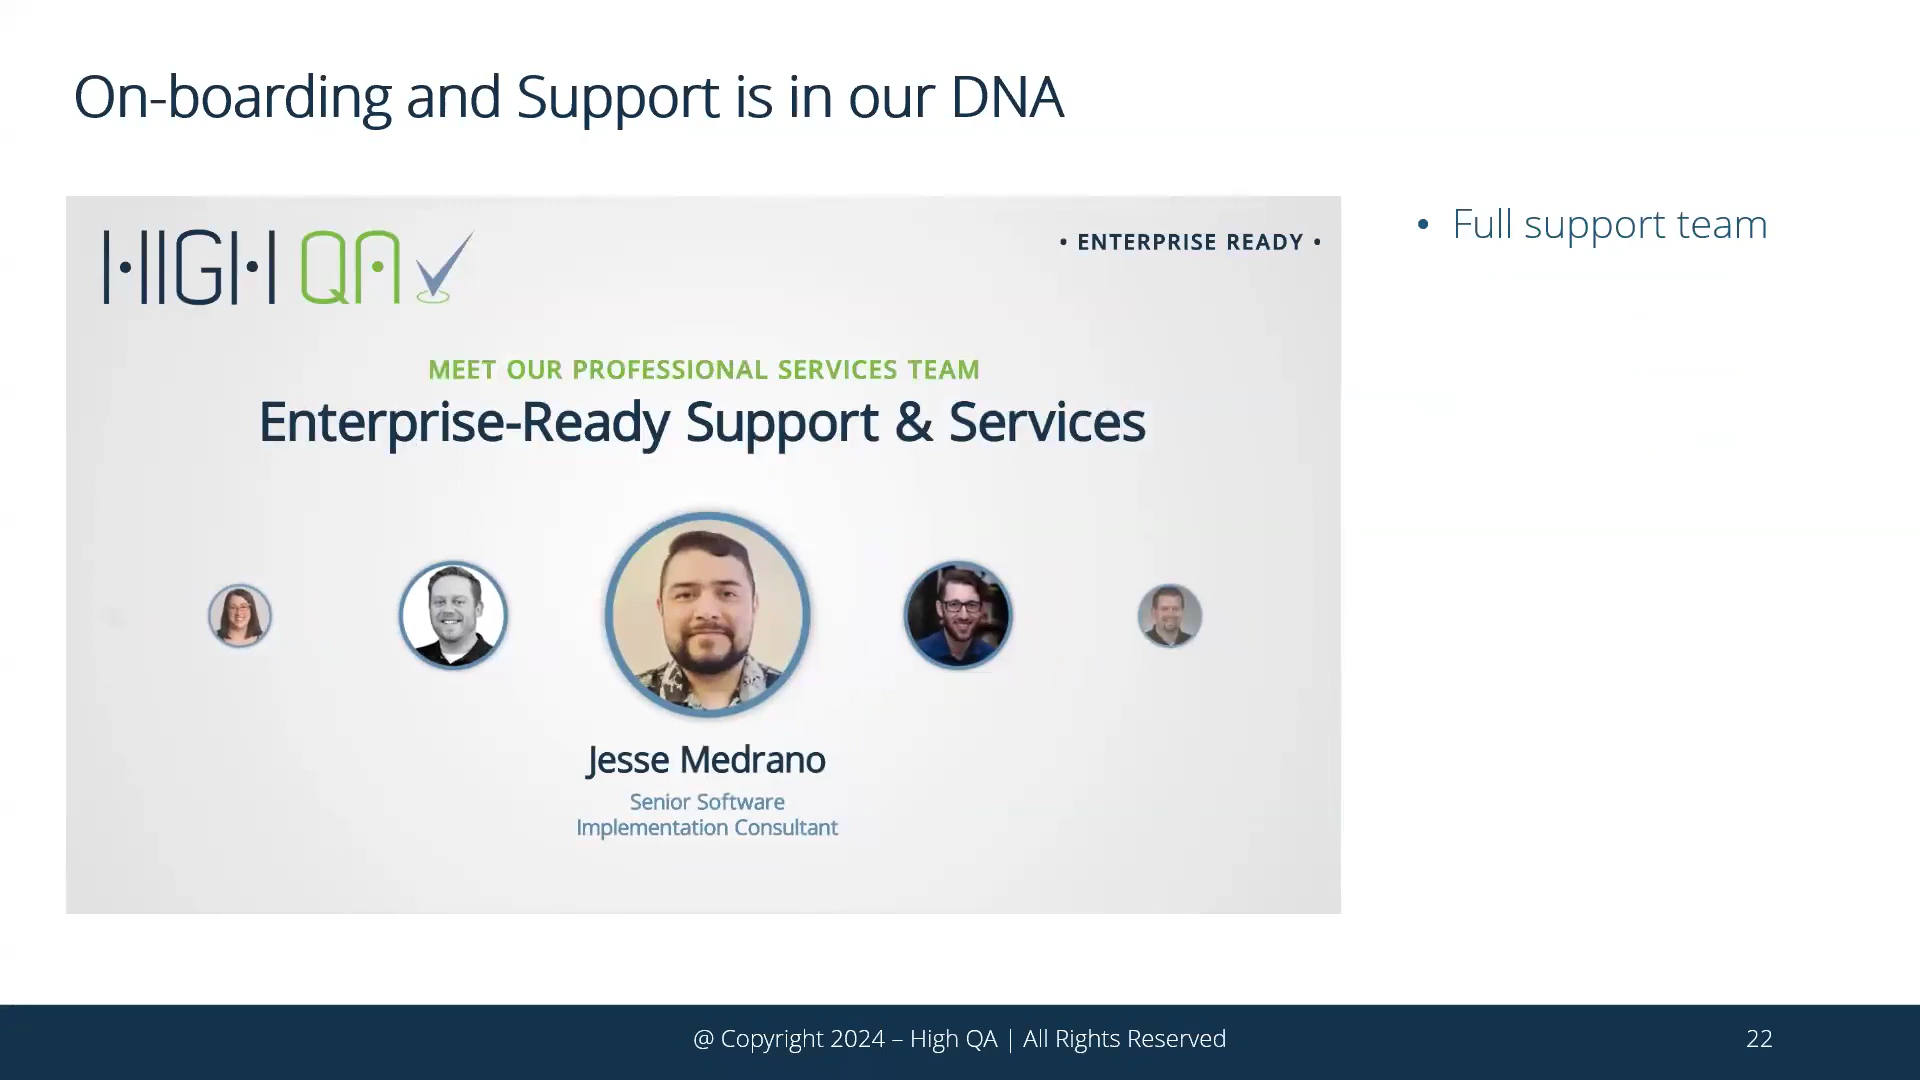 On-boarding and Support is in our DNA
HIGH QA
• ENTERPRISE READY •
MEET OUR PROFESSIONAL SERVICES TEAM
Enterprise-Ready Support & Services
Jesse Medrano
Senior Software
Implementation Consultant
• Full support team
@ Copyright 2024 – High QA | All Rights Reserved
22